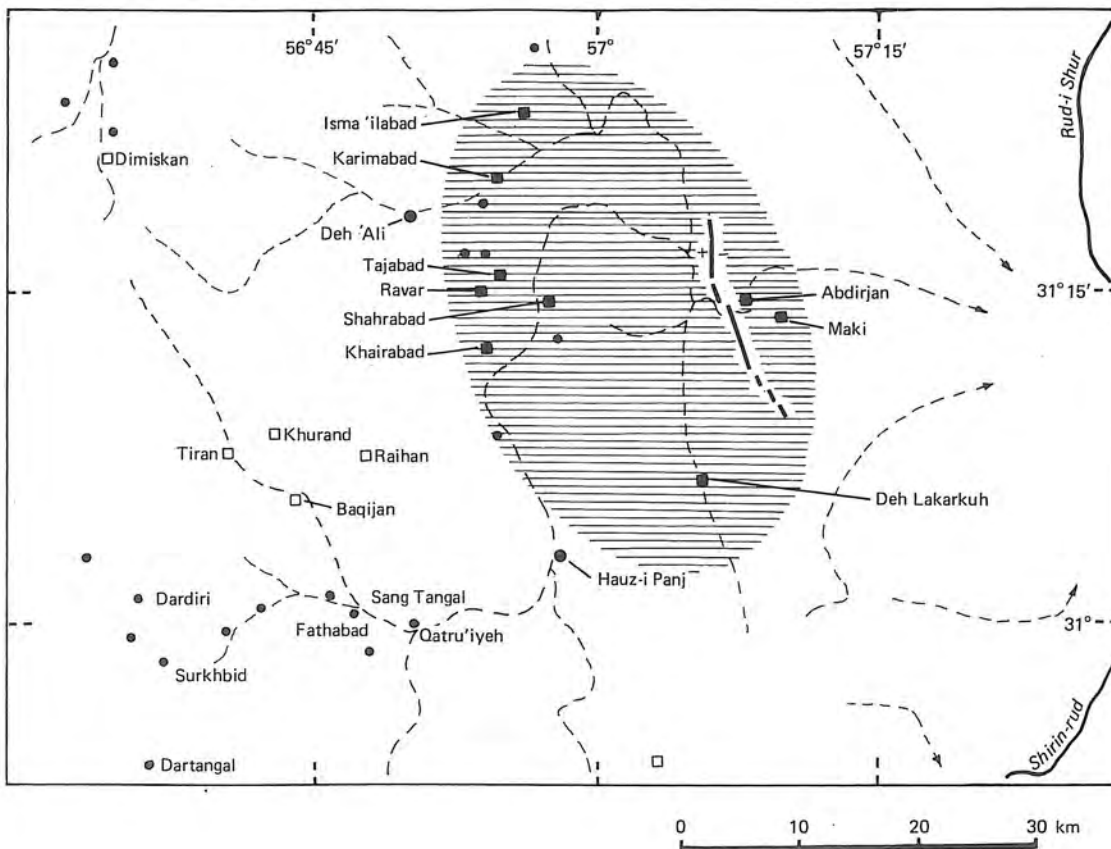 56°45'
57°
57°15'
Rud-i Shur
Isma 'ilabad
Karimabad
Dimiskan
Deh 'Ali
Tajabad
Ravar
Shahrabad
Khairabad
Abdirjan
Maki
31°15'
Khurand
Tiran
Raihan
Baqijan
Deh Lakarkuh
Hauz-i Panj
Dardiri
Sang Tangal
Fathabad
Qatru'iyeh
31°
Surkhbid
Dartangal
Shirin-rud
0 10 20 30 km